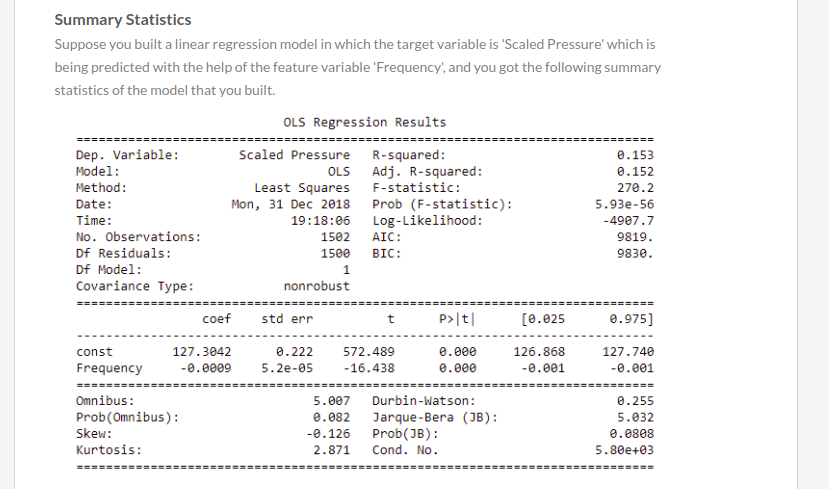 Summary Statistics
Suppose you built a linear regression model in which the target variable is 'Scaled Pressure' which is
being predicted with the help of the feature variable 'Frequency', and you got the following summary
statistics of the model that you built.
OLS Regression Results
==============================================================================
Dep. Variable: Scaled Pressure R-squared: 0.153
Model: OLS Adj. R-squared: 0.152
Method: Least Squares F-statistic: 270.2
Date: Mon, 31 Dec 2018 Prob (F-statistic): 5.93e-56
Time: 19:18:06 Log-Likelihood: -4907.7
No. Observations: 1502 AIC: 9819.
Df Residuals: 1500 BIC: 9830.
Df Model: 1
Covariance Type: nonrobust
==============================================================================
coef std err t P>|t| [0.025 0.975]
------------------------------------------------------------------------------
const 127.3042 0.222 572.489 0.000 126.868 127.740
Frequency -0.0009 5.2e-05 -16.438 0.000 -0.001 -0.001
==============================================================================
Omnibus: 5.007 Durbin-Watson: 0.255
Prob(Omnibus): 0.082 Jarque-Bera (JB): 5.032
Skew: -0.126 Prob(JB): 0.0808
Kurtosis: 2.871 Cond. No. 5.80e+03
==============================================================================